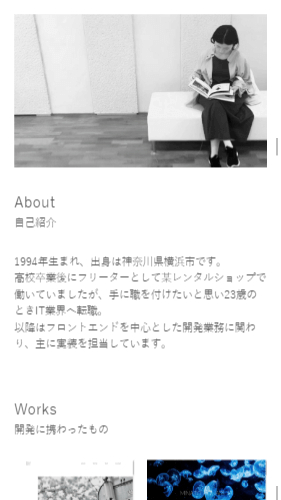 About
自己紹介
1994年生まれ、出身は神奈川県横浜市です。
高校卒業後にフリーターとして某レンタルショップで
働いていましたが、手に職を付けたいと思い23歳の
ときIT業界へ転職。
以降はフロントエンドを中心とした開発業務に関わ
り、主に実装を担当しています。
Works
開発に携わったもの